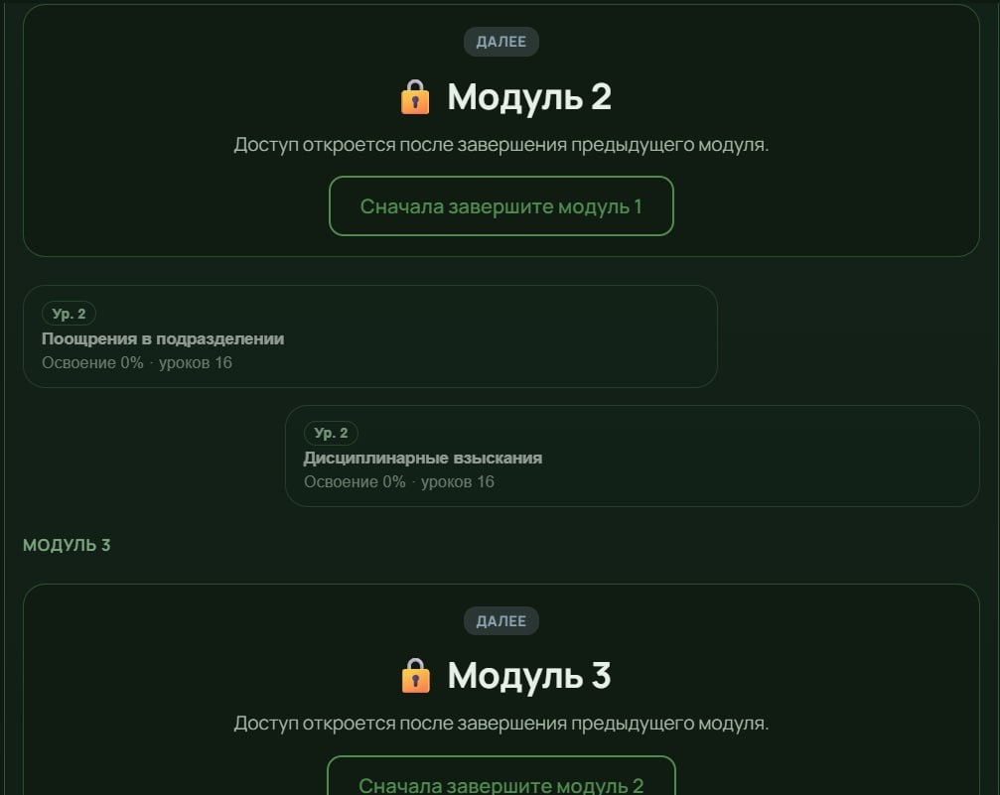 ДАЛЕЕ
Модуль 2
Доступ откроется после завершения предыдущего модуля.
Сначала завершите модуль 1
Ур. 2
Поощрения в подразделении
Освоение 0% · уроков 16
Ур. 2
Дисциплинарные взыскания
Освоение 0% · уроков 16
МОДУЛЬ 3
ДАЛЕЕ
Модуль 3
Доступ откроется после завершения предыдущего модуля.
Сначала завершите модуль 2